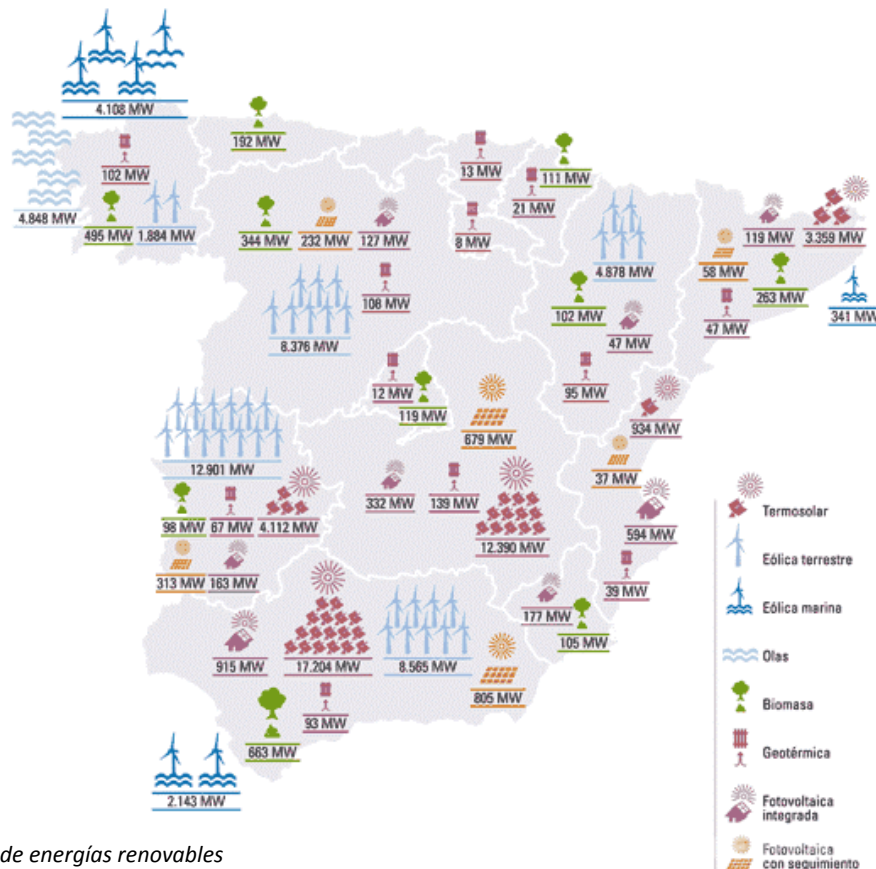 4.108 MW
192 MW
102 MW
13 MW
111 MW
21 MW
4.848 MW
495 MW
1.884 MW
344 MW
232 MW
127 MW
8 MW
4.878 MW
119 MW
3.359 MW
58 MW
263 MW
108 MW
102 MW
47 MW
47 MW
341 MW
8.376 MW
12 MW
119 MW
95 MW
679 MW
934 MW
12.901 MW
37 MW
332 MW
139 MW
98 MW
67 MW
4.112 MW
12.390 MW
594 MW
313 MW
163 MW
39 MW
177 MW
105 MW
915 MW
17.204 MW
8.565 MW
805 MW
93 MW
663 MW
2.143 MW
Termosolar
Eólica terrestre
Eólica marina
Olas
Biomasa
Geotérmica
Fotovoltaica
integrada
Fotovoltaica
con seguimiento
de energías renovables